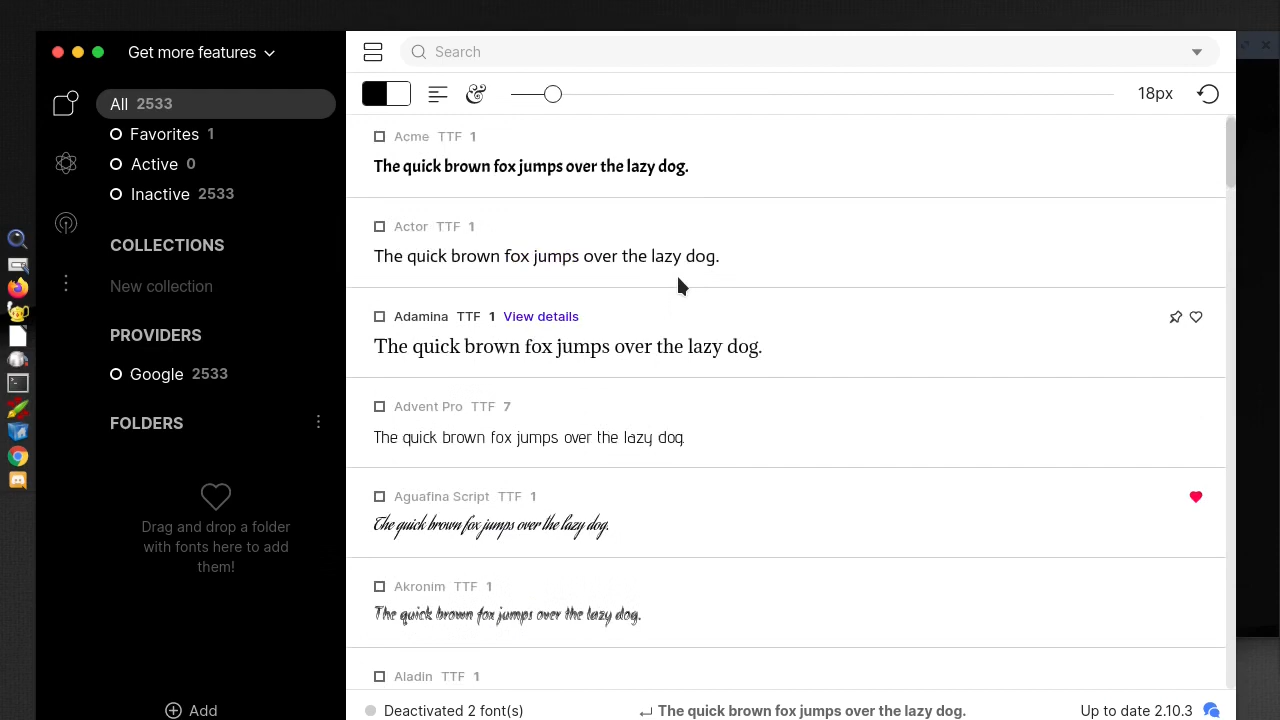 Get more features
All 2533
Favorites 1
Active 0
Inactive 2533
COLLECTIONS
New collection
PROVIDERS
Google 2533
FOLDERS
Drag and drop a folder
with fonts here to add
them!
Add
Search
18px
Acme TTF 1
The quick brown fox jumps over the lazy dog.
Actor TTF 1
The quick brown fox jumps over the lazy dog.
Adamina TTF 1 View details
The quick brown fox jumps over the lazy dog.
Advent Pro TTF 7
The quick brown fox jumps over the lazy dog.
Aguafina Script TTF 1
The quick brown fox jumps over the lazy dog.
Akronim TTF 1
The quick brown fox jumps over the lazy dog.
Aladin TTF 1
Deactivated 2 font(s)
The quick brown fox jumps over the lazy dog.
Up to date 2.10.3